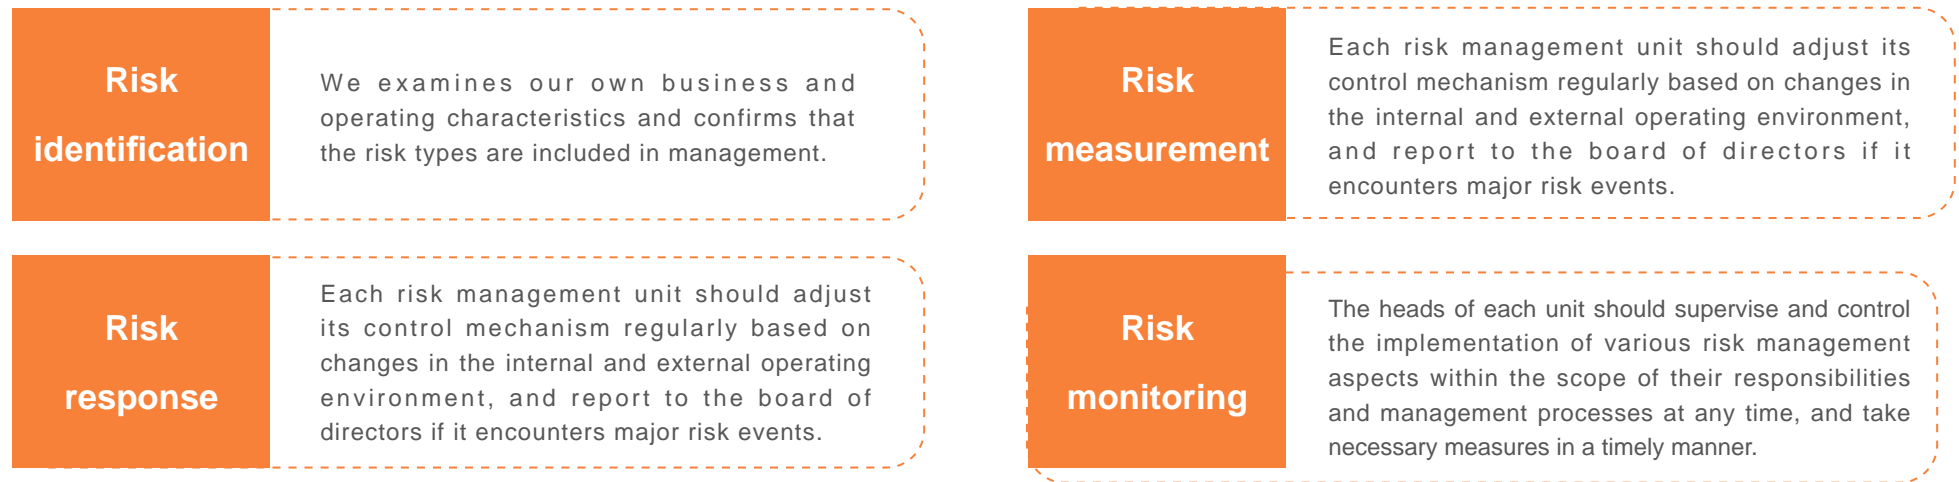 Risk
identification
We examines our own business and
operating characteristics and confirms that
the risk types are included in management.
Risk
measurement
Each risk management unit should adjust its
control mechanism regularly based on changes in
the internal and external operating environment,
and report to the board of directors if it
encounters major risk events.
Risk
response
Each risk management unit should adjust
its control mechanism regularly based on
changes in the internal and external operating
environment, and report to the board of
directors if it encounters major risk events.
Risk
monitoring
The heads of each unit should supervise and control
the implementation of various risk management
aspects within the scope of their responsibilities
and management processes at any time, and take
necessary measures in a timely manner.